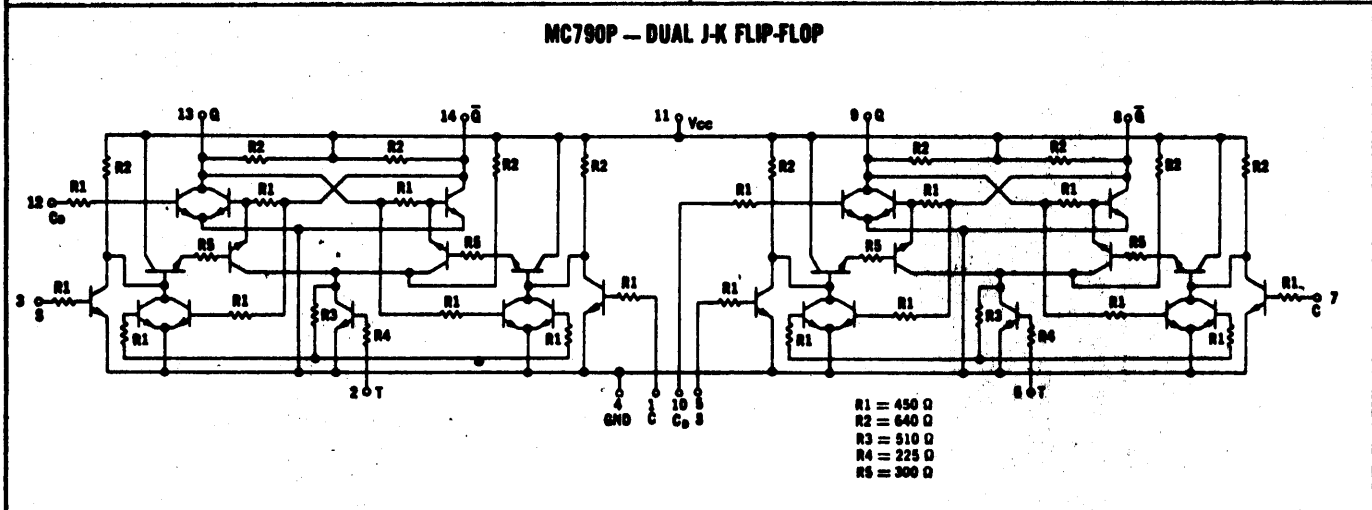 MC790P — DUAL J-K FLIP-FLOP
13 Q 14 Q̅ 11 VCC 9 Q 8 Q̅
R2 R2 R2 R2
R2 R2 R2 R2 R2 R2
R1 R1 R1 R1 R1 R1
12 CD
R5 R5 R5 R5
3 S R1 R1 R1 R1 R1 R1 R1 R1 7 C
R3 R3
R1 R4 R1 R1 R4 R1
2 T 4 GND 1 C 10 CD 5 S 6 T
R1 = 450 Ω
R2 = 640 Ω
R3 = 510 Ω
R4 = 225 Ω
R5 = 300 Ω